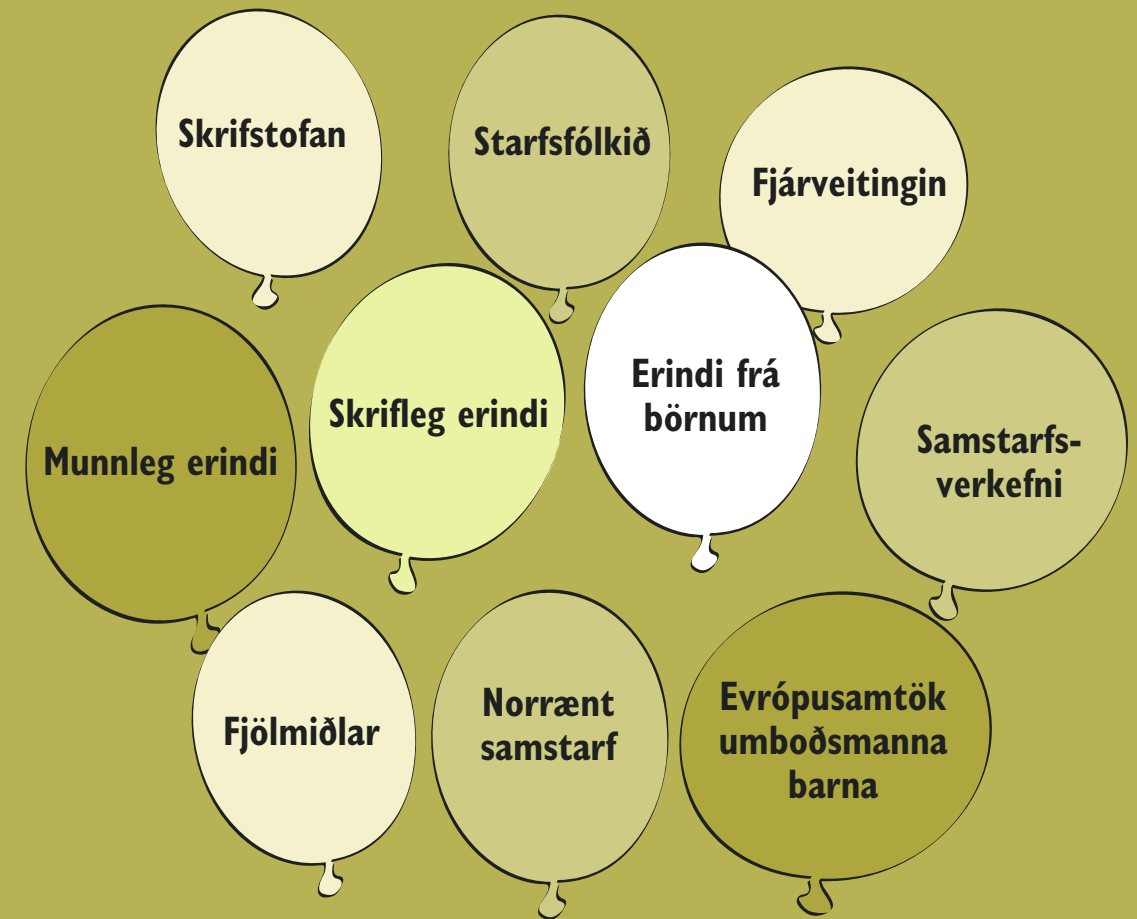 Skrifstofan
Starfsfólkið
Fjárveitingin
Munnleg erindi
Skrifleg erindi
Erindi frá
börnum
Samstarfs-
verkefni
Fjölmiðlar
Norrænt
samstarf
Evrópusamtök
umboðsmanna
barna